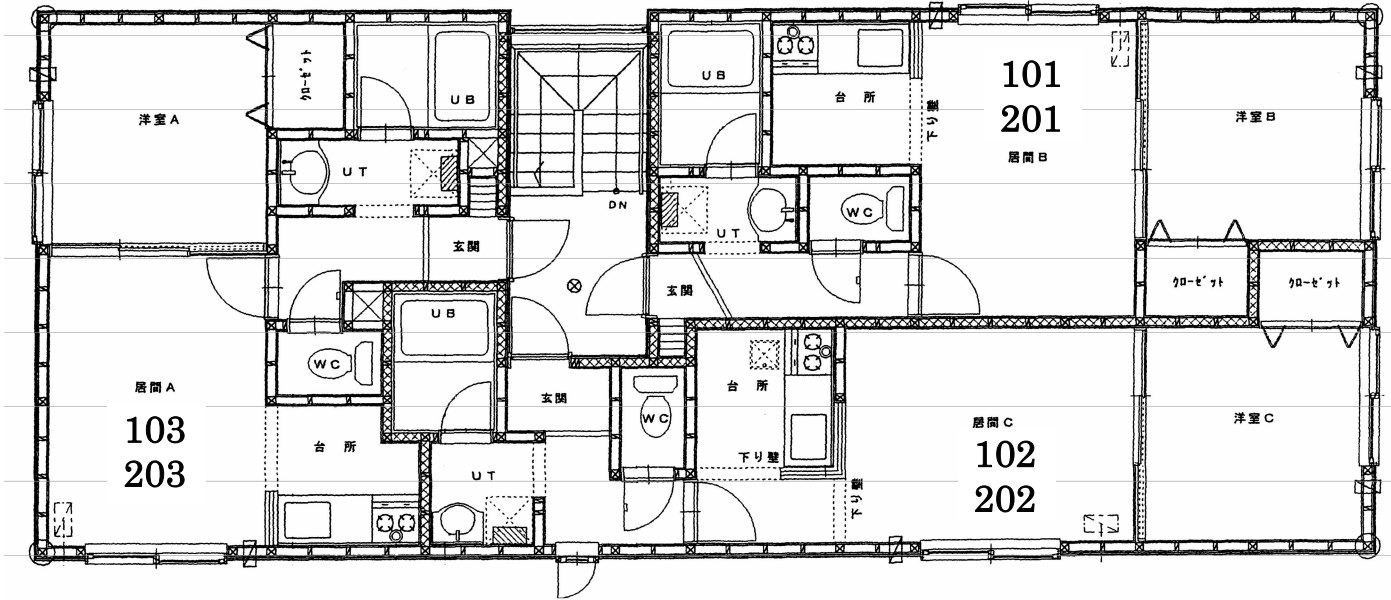 クローゼット
UB
洋室A
UT
玄関
DN
WC
UB
居間A
103
203
台 所
UT
玄関
WC
UB
台 所
下り壁
101
201
居間B
洋室B
UT
WC
玄関
クローゼット
クローゼット
台 所
下り壁
下り壁
居間C
102
202
洋室C